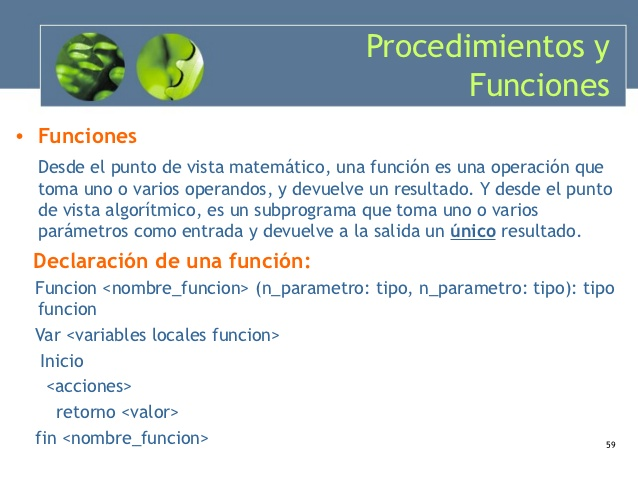 Procedimientos y
Funciones
• Funciones
Desde el punto de vista matemático, una función es una operación que
toma uno o varios operandos, y devuelve un resultado. Y desde el punto
de vista algorítmico, es un subprograma que toma uno o varios
parámetros como entrada y devuelve a la salida un único resultado.
Declaración de una función:
Funcion <nombre_funcion> (n_parametro: tipo, n_parametro: tipo): tipo
funcion
Var <variables locales funcion>
Inicio
<acciones>
retorno <valor>
fin <nombre_funcion>
59